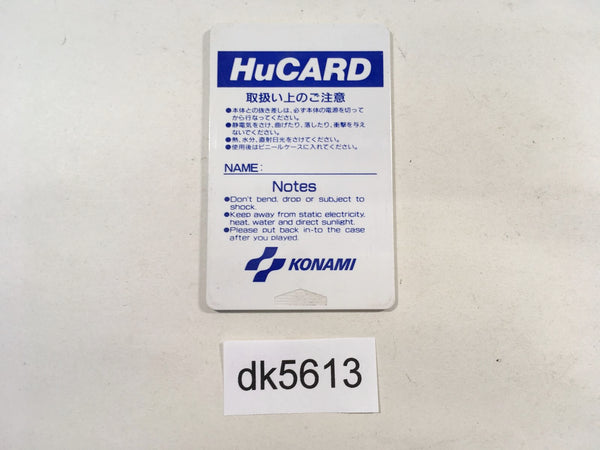 HuCARD
取扱い上のご注意
●本体との抜き差しは、必ず本体の電源を切って
から行なってください。
●静電気をさけ、曲げたり、落したり、衝撃を与え
ないでください。
●熱、水分、直射日光をさけてください。
●使用後はビニールケースに入れてください。
NAME:
Notes
●Don't bend, drop or subject to
shock.
●Keep away from static electricity,
heat, water and direct sunlight.
●Please put back in-to the case
after you played.
KONAMI
dk5613